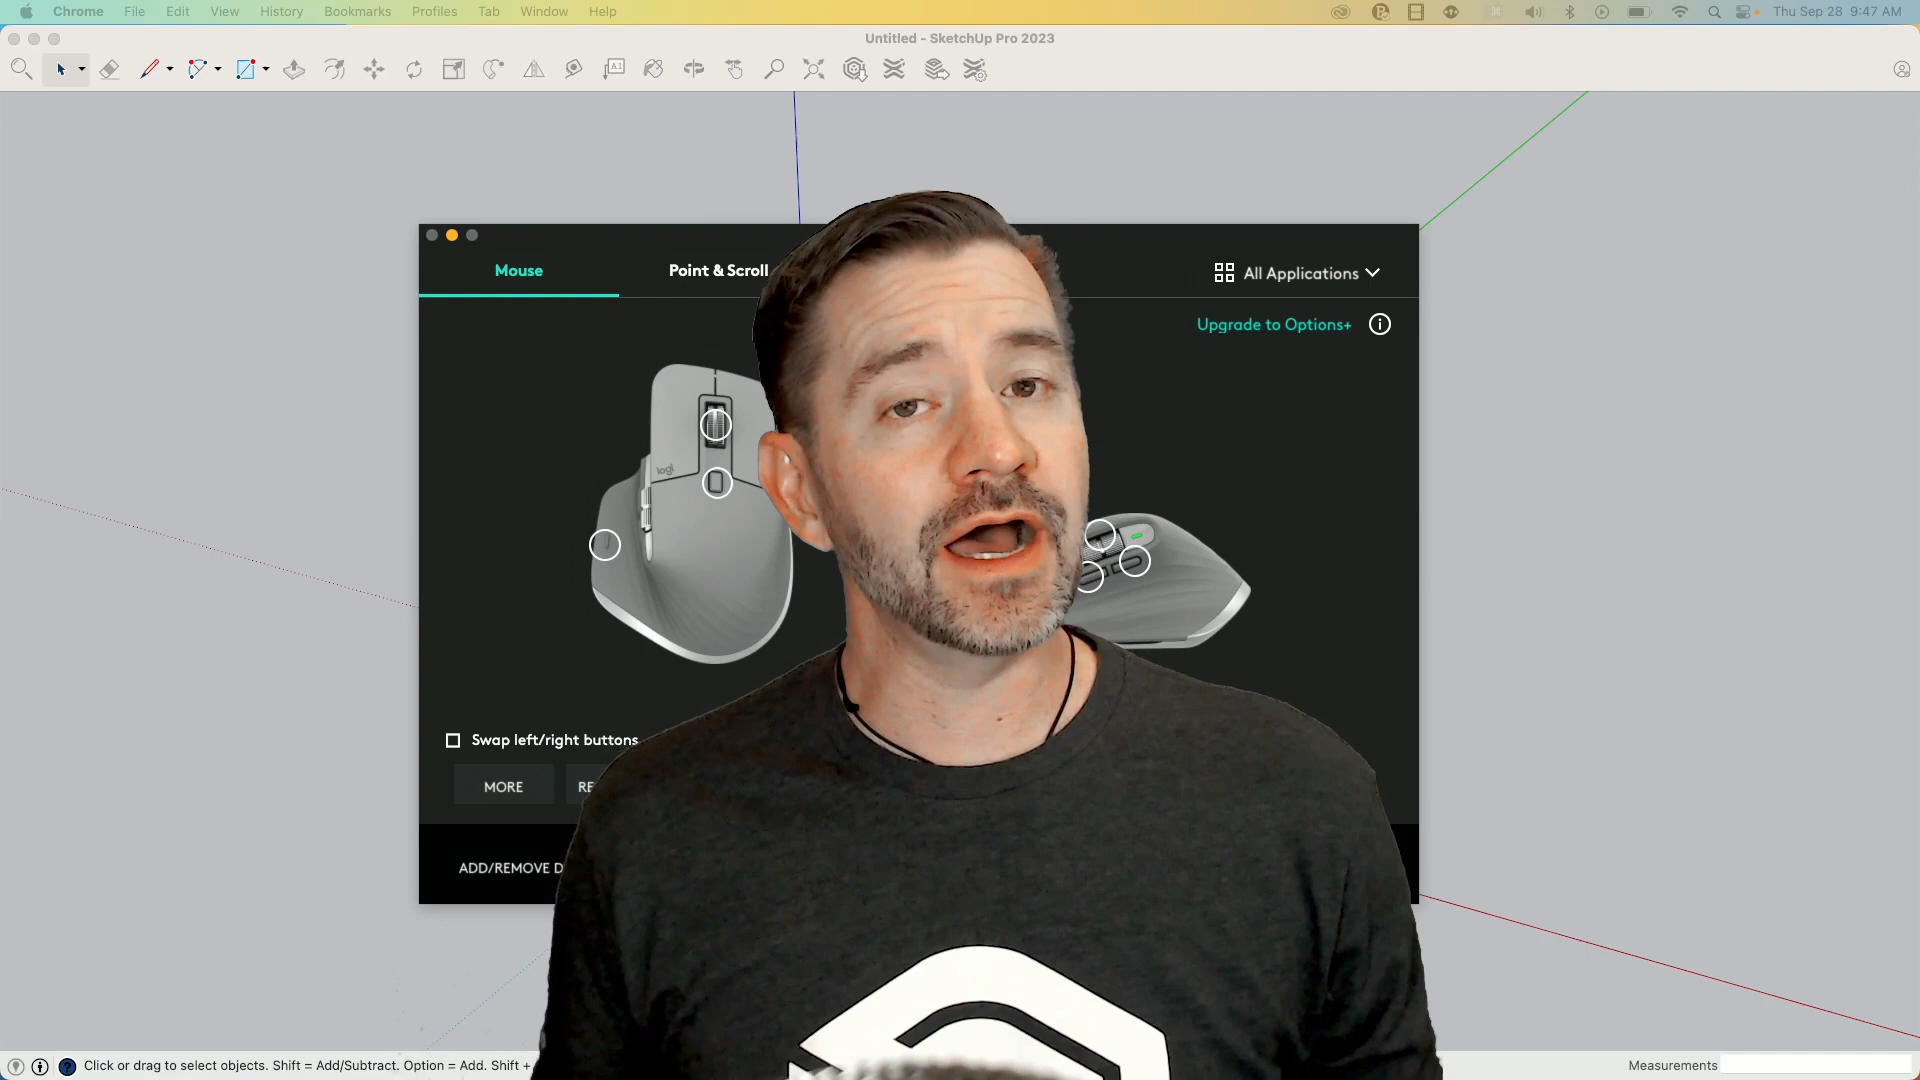 Chrome File Edit View History Bookmarks Profiles Tab Window Help Thu Sep 28 9:47 AM
Untitled - SketchUp Pro 2023
A1
Mouse Point & Scroll All Applications
Upgrade to Options+
logi
Swap left/right buttons
MORE
ADD/REMOVE
Click or drag to select objects. Shift = Add/Subtract. Option = Add. Shift + Measurements